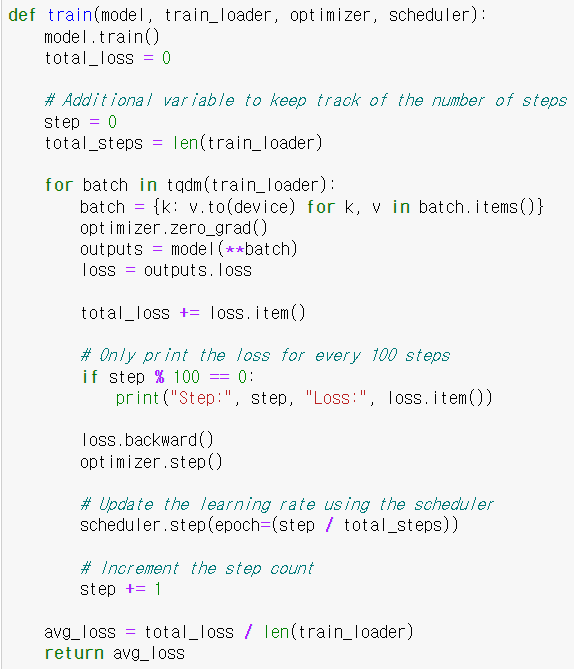 def train(model, train_loader, optimizer, scheduler):
    model.train()
    total_loss = 0

    # Additional variable to keep track of the number of steps
    step = 0
    total_steps = len(train_loader)

    for batch in tqdm(train_loader):
        batch = {k: v.to(device) for k, v in batch.items()}
        optimizer.zero_grad()
        outputs = model(**batch)
        loss = outputs.loss

        total_loss += loss.item()

        # Only print the loss for every 100 steps
        if step % 100 == 0:
            print("Step:", step, "Loss:", loss.item())

        loss.backward()
        optimizer.step()

        # Update the learning rate using the scheduler
        scheduler.step(epoch=(step / total_steps))

        # Increment the step count
        step += 1

    avg_loss = total_loss / len(train_loader)
    return avg_loss